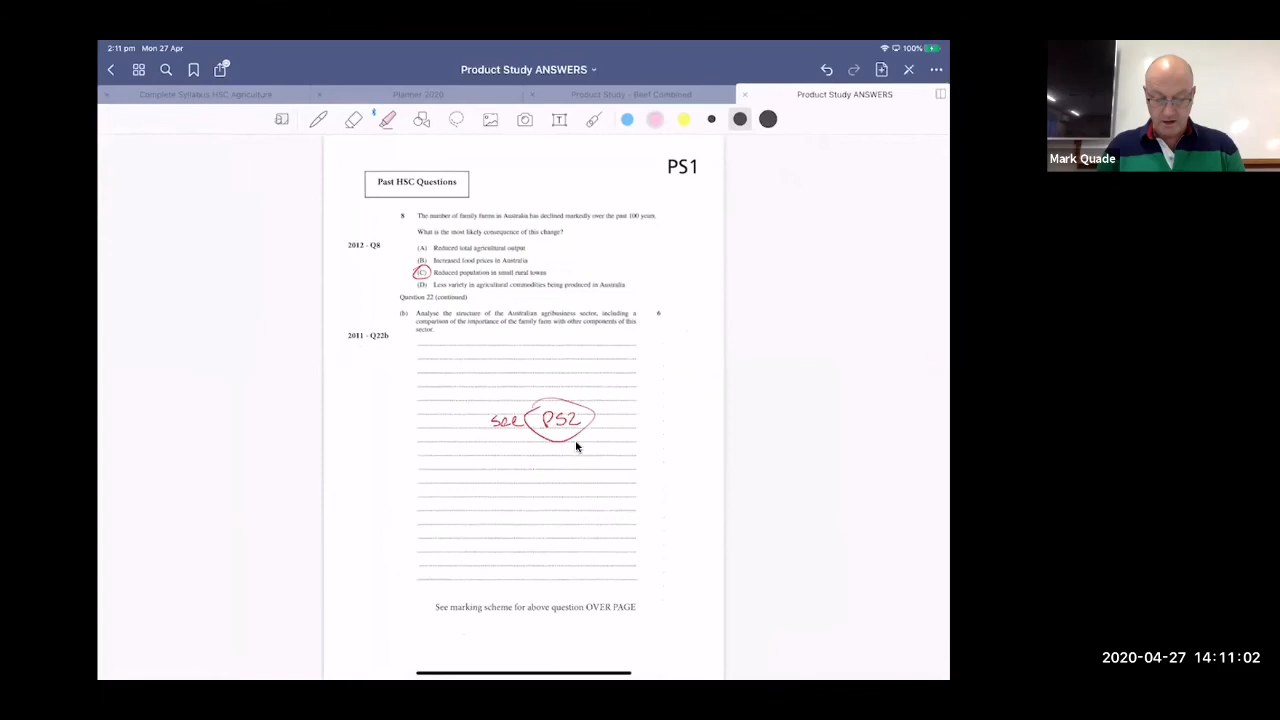 2:11 pm Mon 27 Apr
100%
Product Study ANSWERS
Complete Syllabus HSC Agriculture
Planner 2020
Product Study - Beef Combined
Product Study ANSWERS
Mark Quade
PS1
Past HSC Questions
8 The number of family farms in Australia has declined markedly over the past 100 years.
What is the most likely consequence of this change?
2012 - Q8
(A) Reduced total agricultural output
(B) Increased food prices in Australia
(C) Reduced population in small rural towns
(D) Less variety in agricultural commodities being produced in Australia
Question 22 (continued)
(b) Analyse the structure of the Australian agribusiness sector, including a 6
comparison of the importance of the family farm with other components of this
sector.
2011 - Q22b
see PS2
See marking scheme for above question OVER PAGE
2020-04-27 14:11:02